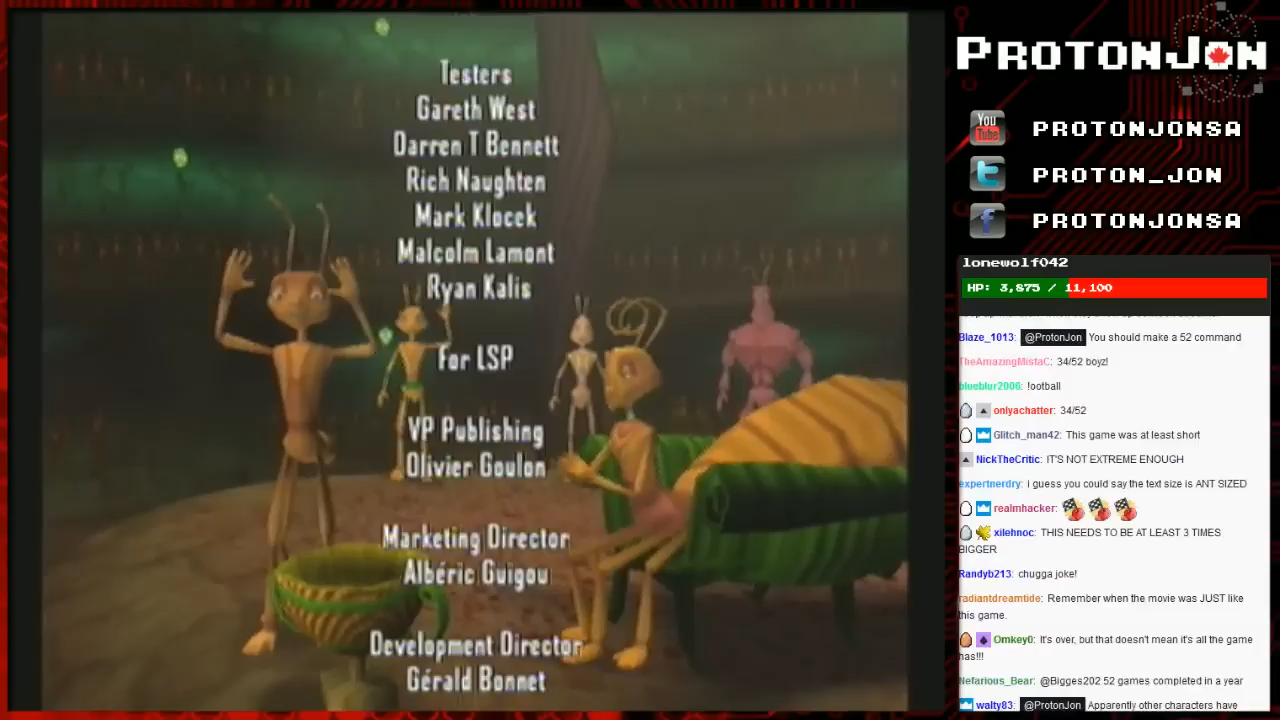 Testers
Gareth West
Darren T Bennett
Rich Naughten
Mark Klocek
Malcolm Lamont
Ryan Kalis
For LSP
VP Publishing
Olivier Goulon
Marketing Director
Albéric Guigou
Development Director
Gérald Bonnet
PROTONJON
You Tube
PROTONJONSA
PROTON_JON
PROTONJONSA
lonewolf042
HP: 3,875 / 11,100
Blaze_1013: @ProtonJon You should make a 52 command
TheAmazingMistaC: 34/52 boyz!
blueblur2006: !ootball
onlyachatter: 34/52
Glitch_man42: This game was at least short
NickTheCritic: IT'S NOT EXTREME ENOUGH
expertnerdry: i guess you could say the text size is ANT SIZED
realmhacker:
xilehnoc: THIS NEEDS TO BE AT LEAST 3 TIMES
BIGGER
Randyb213: chugga joke!
radiantdreamtide: Remember when the movie was JUST like
this game.
Omkey0: It's over, but that doesn't mean it's all the game
has!!!
Nefarious_Bear: @Bigges202 52 games completed in a year
walty83: @ProtonJon Apparently other characters have